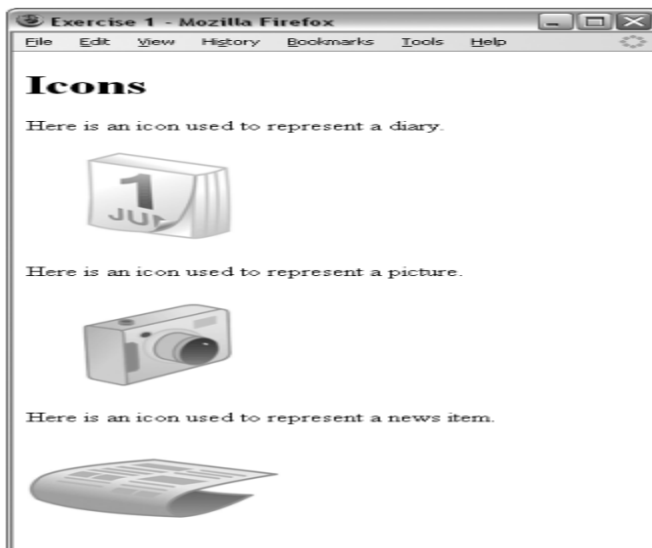 Exercise 1 - Mozilla Firefox
File Edit View History Bookmarks Tools Help
Icons
Here is an icon used to represent a diary.
1
JUN
Here is an icon used to represent a picture.
Here is an icon used to represent a news item.